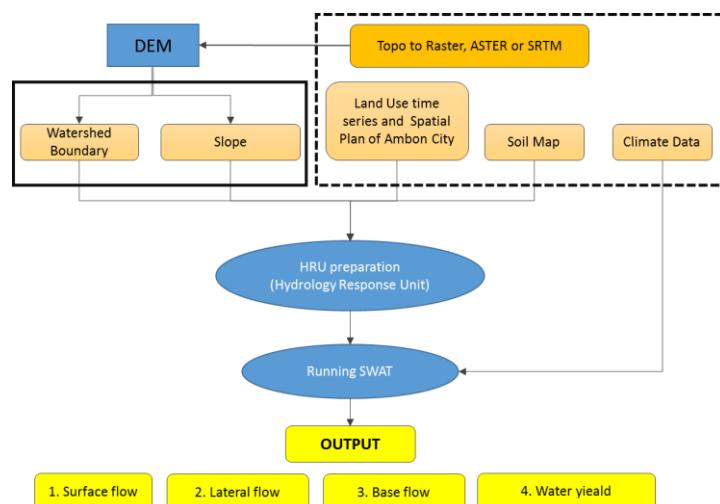 DEM
Topo to Raster, ASTER or SRTM
Watershed
Boundary
Slope
Land Use time
series and Spatial
Plan of Ambon City
Soil Map
Climate Data
HRU preparation
(Hydrology Response Unit)
Running SWAT
OUTPUT
1. Surface flow
2. Lateral flow
3. Base flow
4. Water yieald